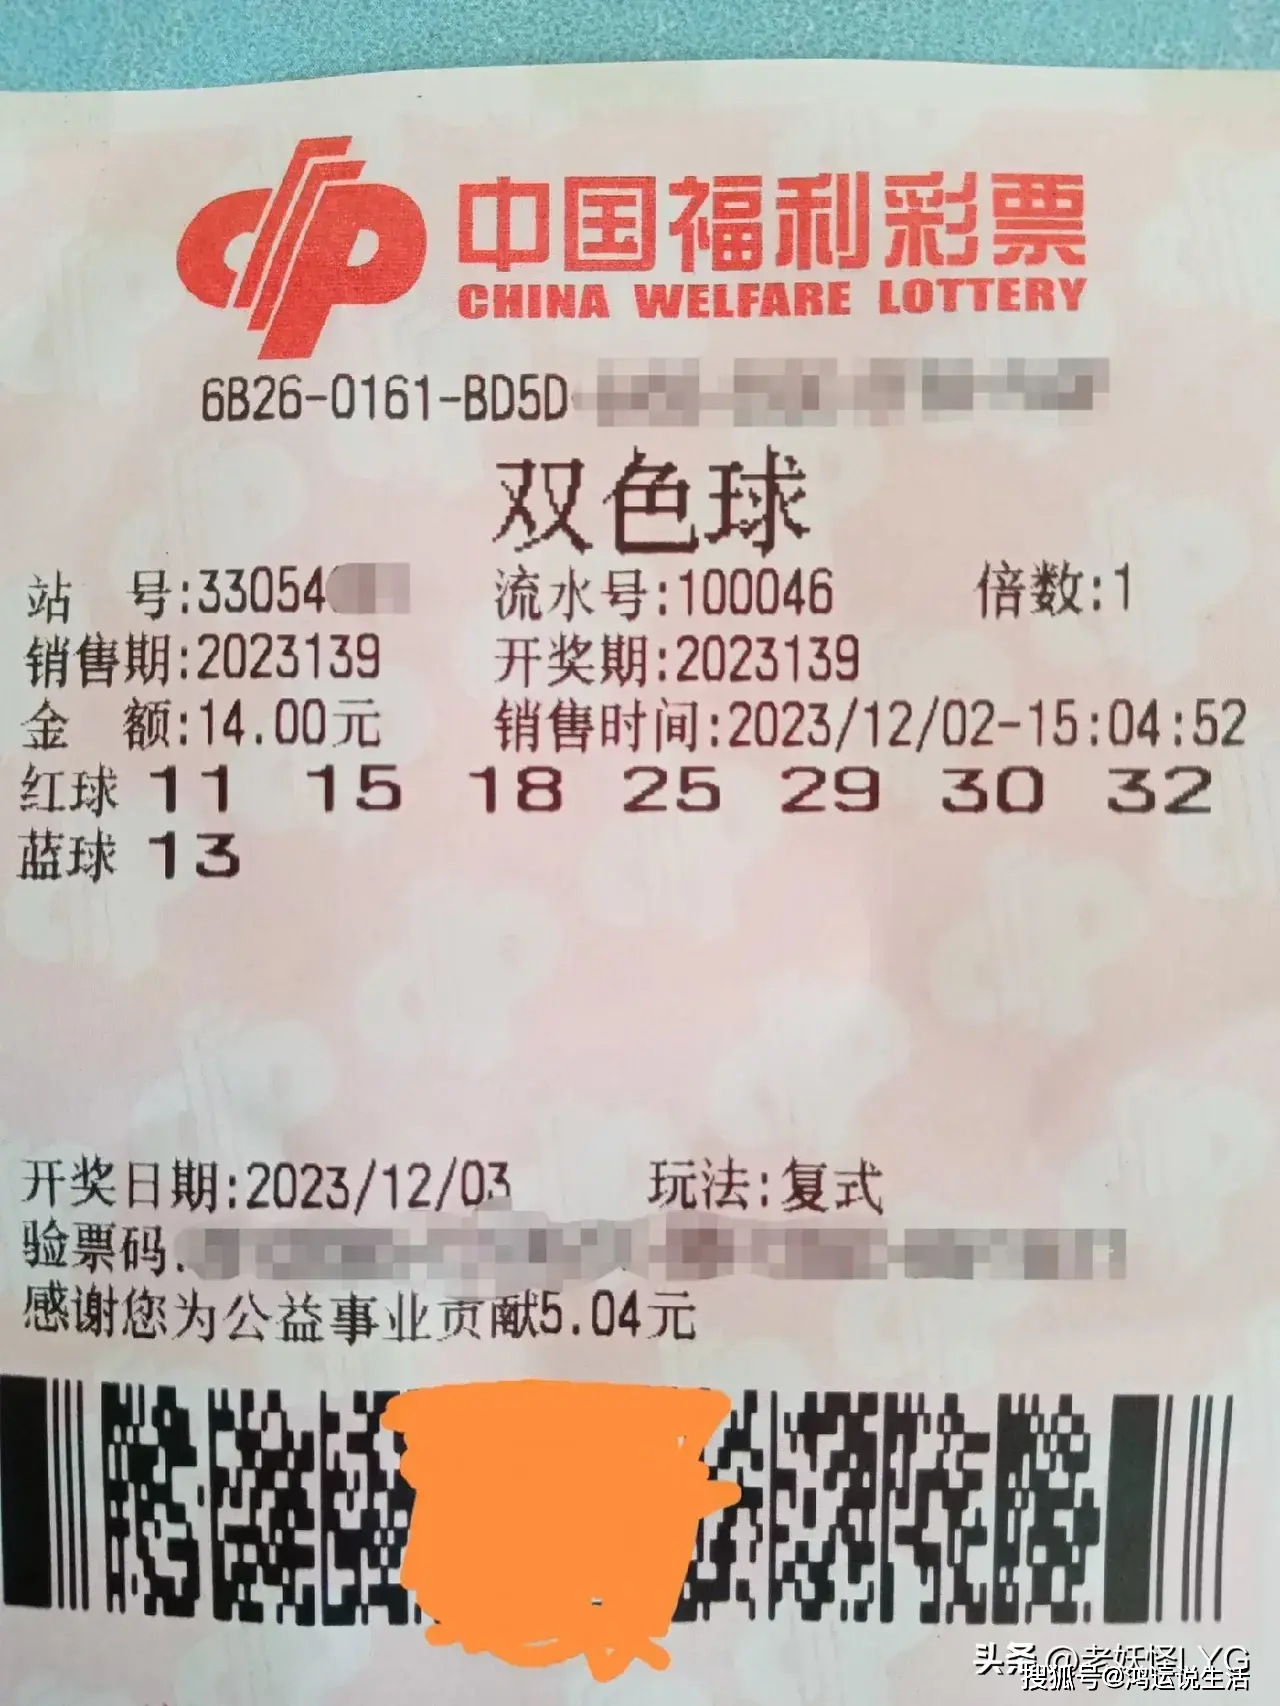 中国福利彩票
CHINA WELFARE LOTTERY
6B26-0161-BD5D
双色球
站 号:33054 流水号:100046 倍数:1
销售期:2023139 开奖期:2023139
金 额:14.00元 销售时间:2023/12/02-15:04:52
红球 11 15 18 25 29 30 32
蓝球 13
开奖日期:2023/12/03 玩法:复式
验票码
感谢您为公益事业贡献5.04元
头条 @老妖怪LYG
搜狐号@鸿运说生活